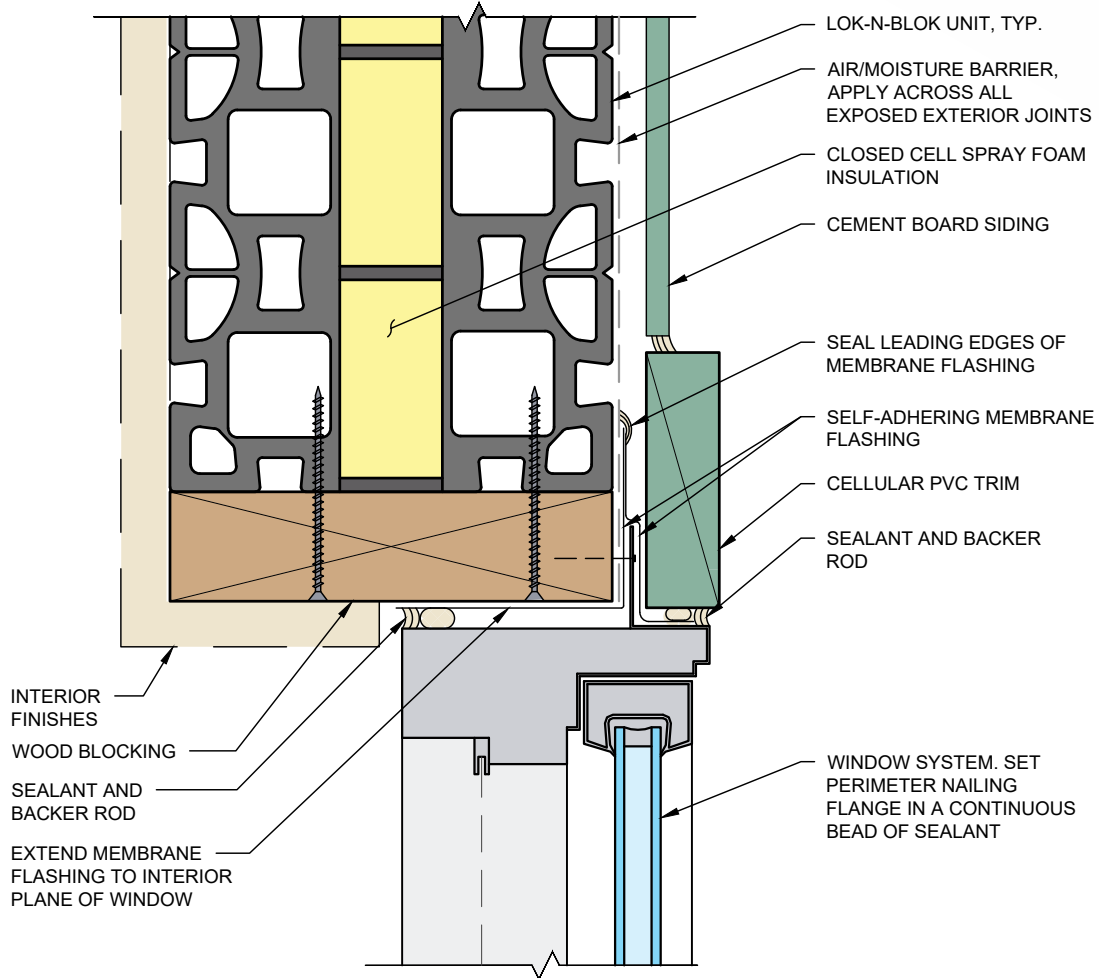 LOK-N-BLOK UNIT, TYP.
AIR/MOISTURE BARRIER,
APPLY ACROSS ALL
EXPOSED EXTERIOR JOINTS
CLOSED CELL SPRAY FOAM
INSULATION
CEMENT BOARD SIDING
SEAL LEADING EDGES OF
MEMBRANE FLASHING
SELF-ADHERING MEMBRANE
FLASHING
CELLULAR PVC TRIM
SEALANT AND BACKER
ROD
WINDOW SYSTEM. SET
PERIMETER NAILING
FLANGE IN A CONTINUOUS
BEAD OF SEALANT
INTERIOR
FINISHES
WOOD BLOCKING
SEALANT AND
BACKER ROD
EXTEND MEMBRANE
FLASHING TO INTERIOR
PLANE OF WINDOW